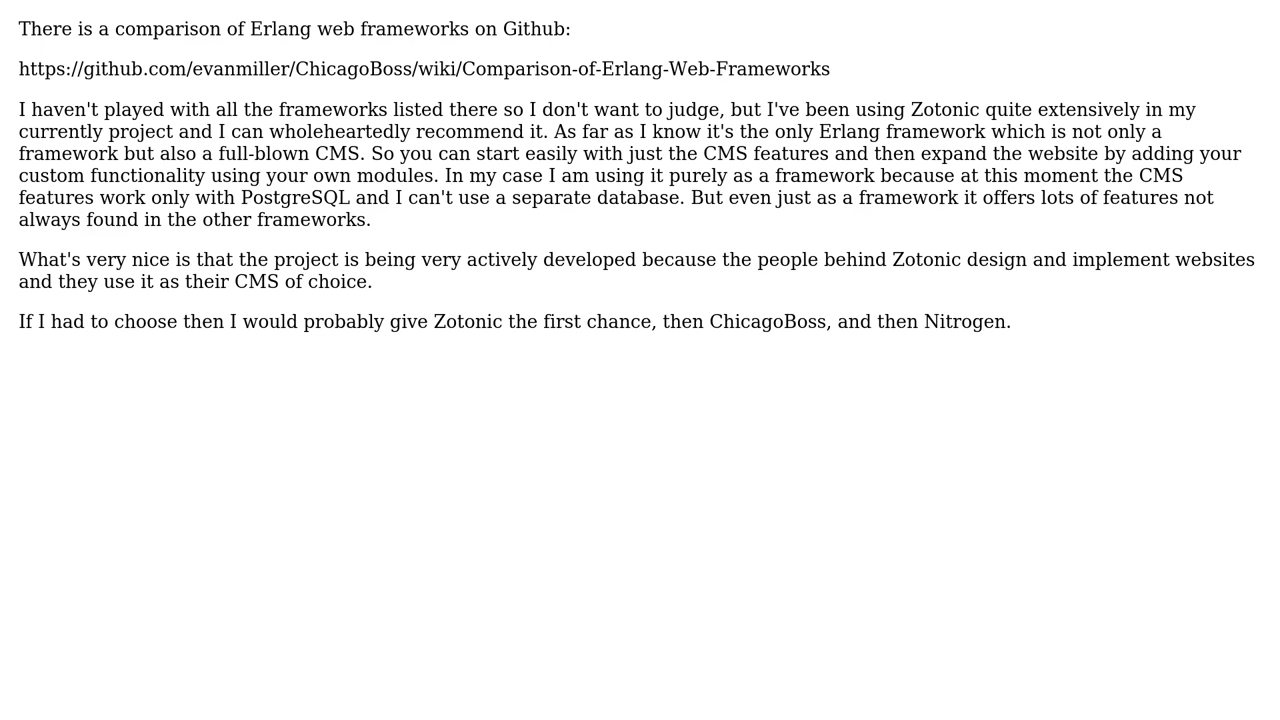 There is a comparison of Erlang web frameworks on Github:
https://github.com/evanmiller/ChicagoBoss/wiki/Comparison-of-Erlang-Web-Frameworks
I haven't played with all the frameworks listed there so I don't want to judge, but I've been using Zotonic quite extensively in my
currently project and I can wholeheartedly recommend it. As far as I know it's the only Erlang framework which is not only a
framework but also a full-blown CMS. So you can start easily with just the CMS features and then expand the website by adding your
custom functionality using your own modules. In my case I am using it purely as a framework because at this moment the CMS
features work only with PostgreSQL and I can't use a separate database. But even just as a framework it offers lots of features not
always found in the other frameworks.
What's very nice is that the project is being very actively developed because the people behind Zotonic design and implement websites
and they use it as their CMS of choice.
If I had to choose then I would probably give Zotonic the first chance, then ChicagoBoss, and then Nitrogen.